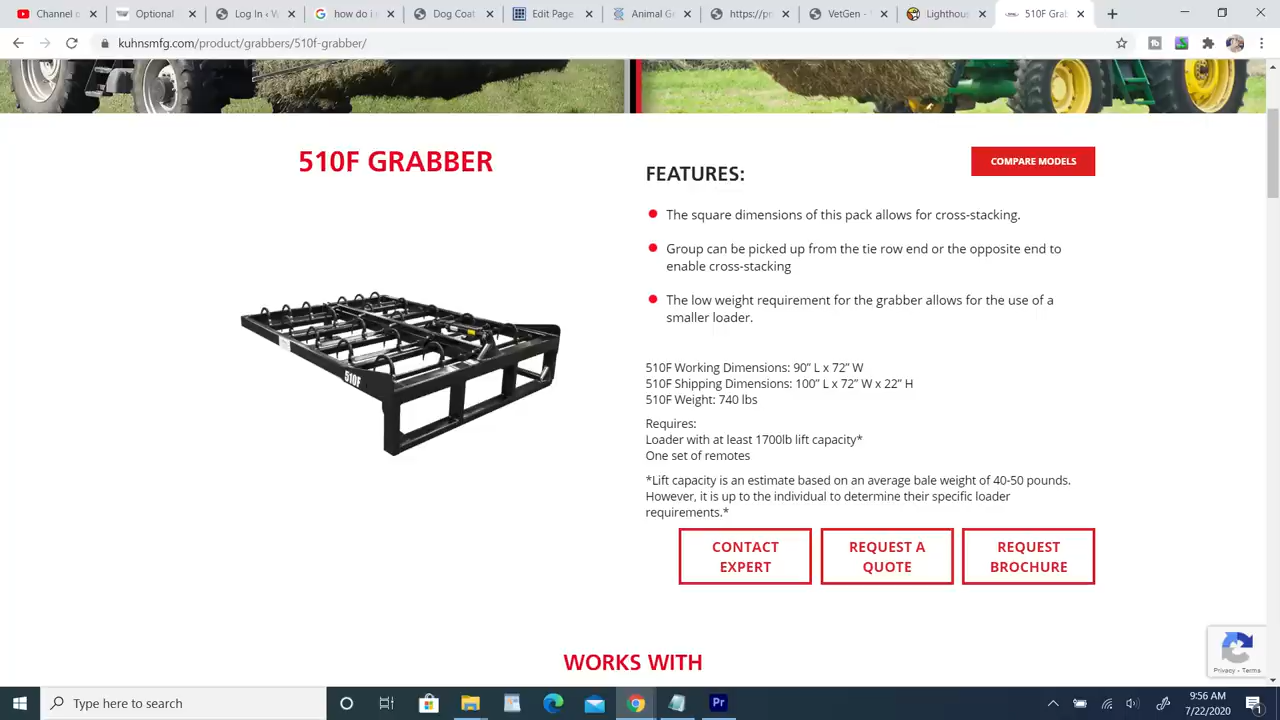 Channel c
Optional
Log In ‹ V
how do i
Dog Coat
Edit Page
Animal Ge
https://pr
VetGen -
Lighthous
510F Grab
kuhnsmfg.com/product/grabbers/510f-grabber/
510F GRABBER
COMPARE MODELS
FEATURES:
The square dimensions of this pack allows for cross-stacking.
Group can be picked up from the tie row end or the opposite end to
enable cross-stacking
The low weight requirement for the grabber allows for the use of a
smaller loader.
510F
510F Working Dimensions: 90” L x 72” W
510F Shipping Dimensions: 100” L x 72” W x 22” H
510F Weight: 740 lbs
Requires:
Loader with at least 1700lb lift capacity*
One set of remotes
*Lift capacity is an estimate based on an average bale weight of 40-50 pounds.
However, it is up to the individual to determine their specific loader
requirements.*
CONTACT
EXPERT
REQUEST A
QUOTE
REQUEST
BROCHURE
WORKS WITH
Privacy - Terms
Type here to search
Pr
9:56 AM
7/22/2020
1